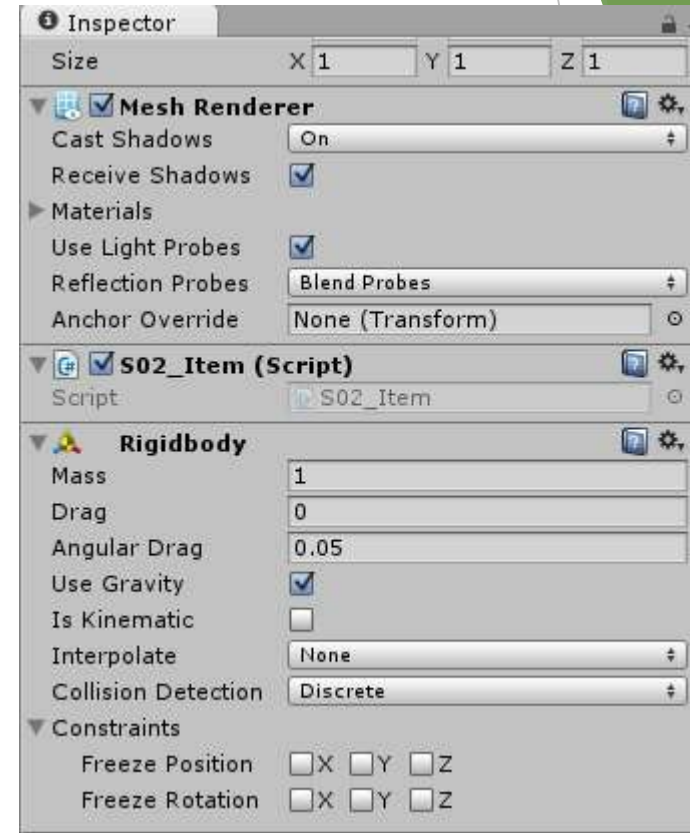 Inspector
Size X 1 Y 1 Z 1
Mesh Renderer
Cast Shadows On
Receive Shadows
Materials
Use Light Probes
Reflection Probes Blend Probes
Anchor Override None (Transform)
S02_Item (Script)
Script S02_Item
Rigidbody
Mass 1
Drag 0
Angular Drag 0.05
Use Gravity
Is Kinematic
Interpolate None
Collision Detection Discrete
Constraints
Freeze Position X Y Z
Freeze Rotation X Y Z